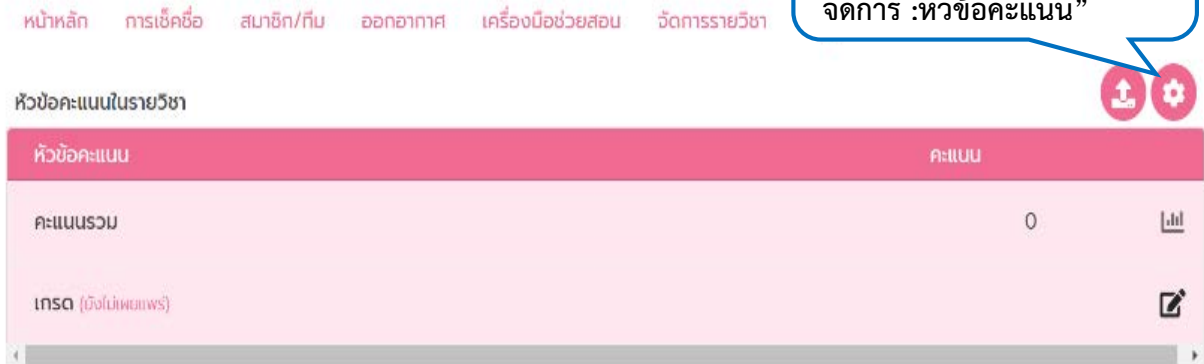 จัดการ :หัวข้อคะแนน”
หน้าหลัก การเช็คชื่อ สมาชิก/ทีม ออกอากาศ เครื่องมือช่วยสอน จัดการรายวิชา
หัวข้อคะแนนในรายวิชา
หัวข้อคะแนน คะแนน
คะแนนรวม 0
เกรด (ยังไม่เผยแพร่)